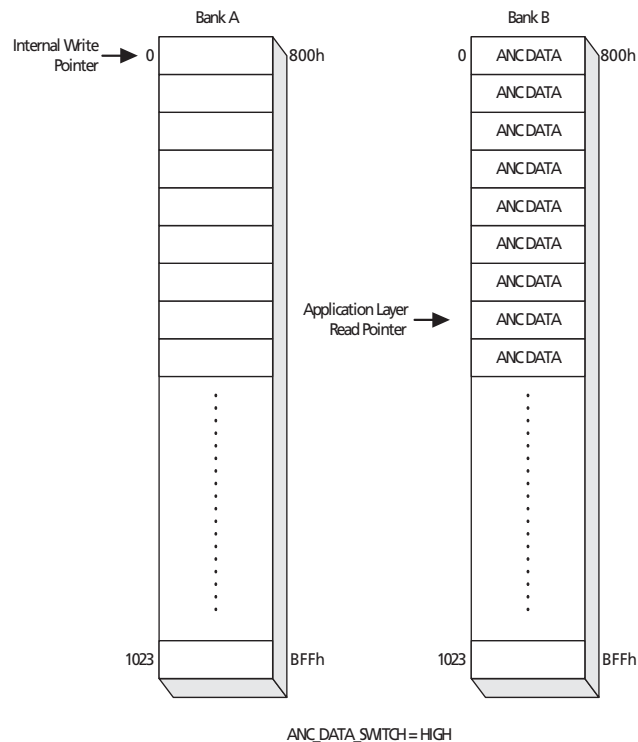 Bank A
Bank B
Internal Write
Pointer
0
800h
0
ANC DATA
800h
ANC DATA
ANC DATA
ANC DATA
ANC DATA
ANC DATA
ANC DATA
Application Layer
Read Pointer
ANC DATA
ANC DATA
1023
BFFh
1023
BFFh
ANC_DATA_SWITCH = HIGH